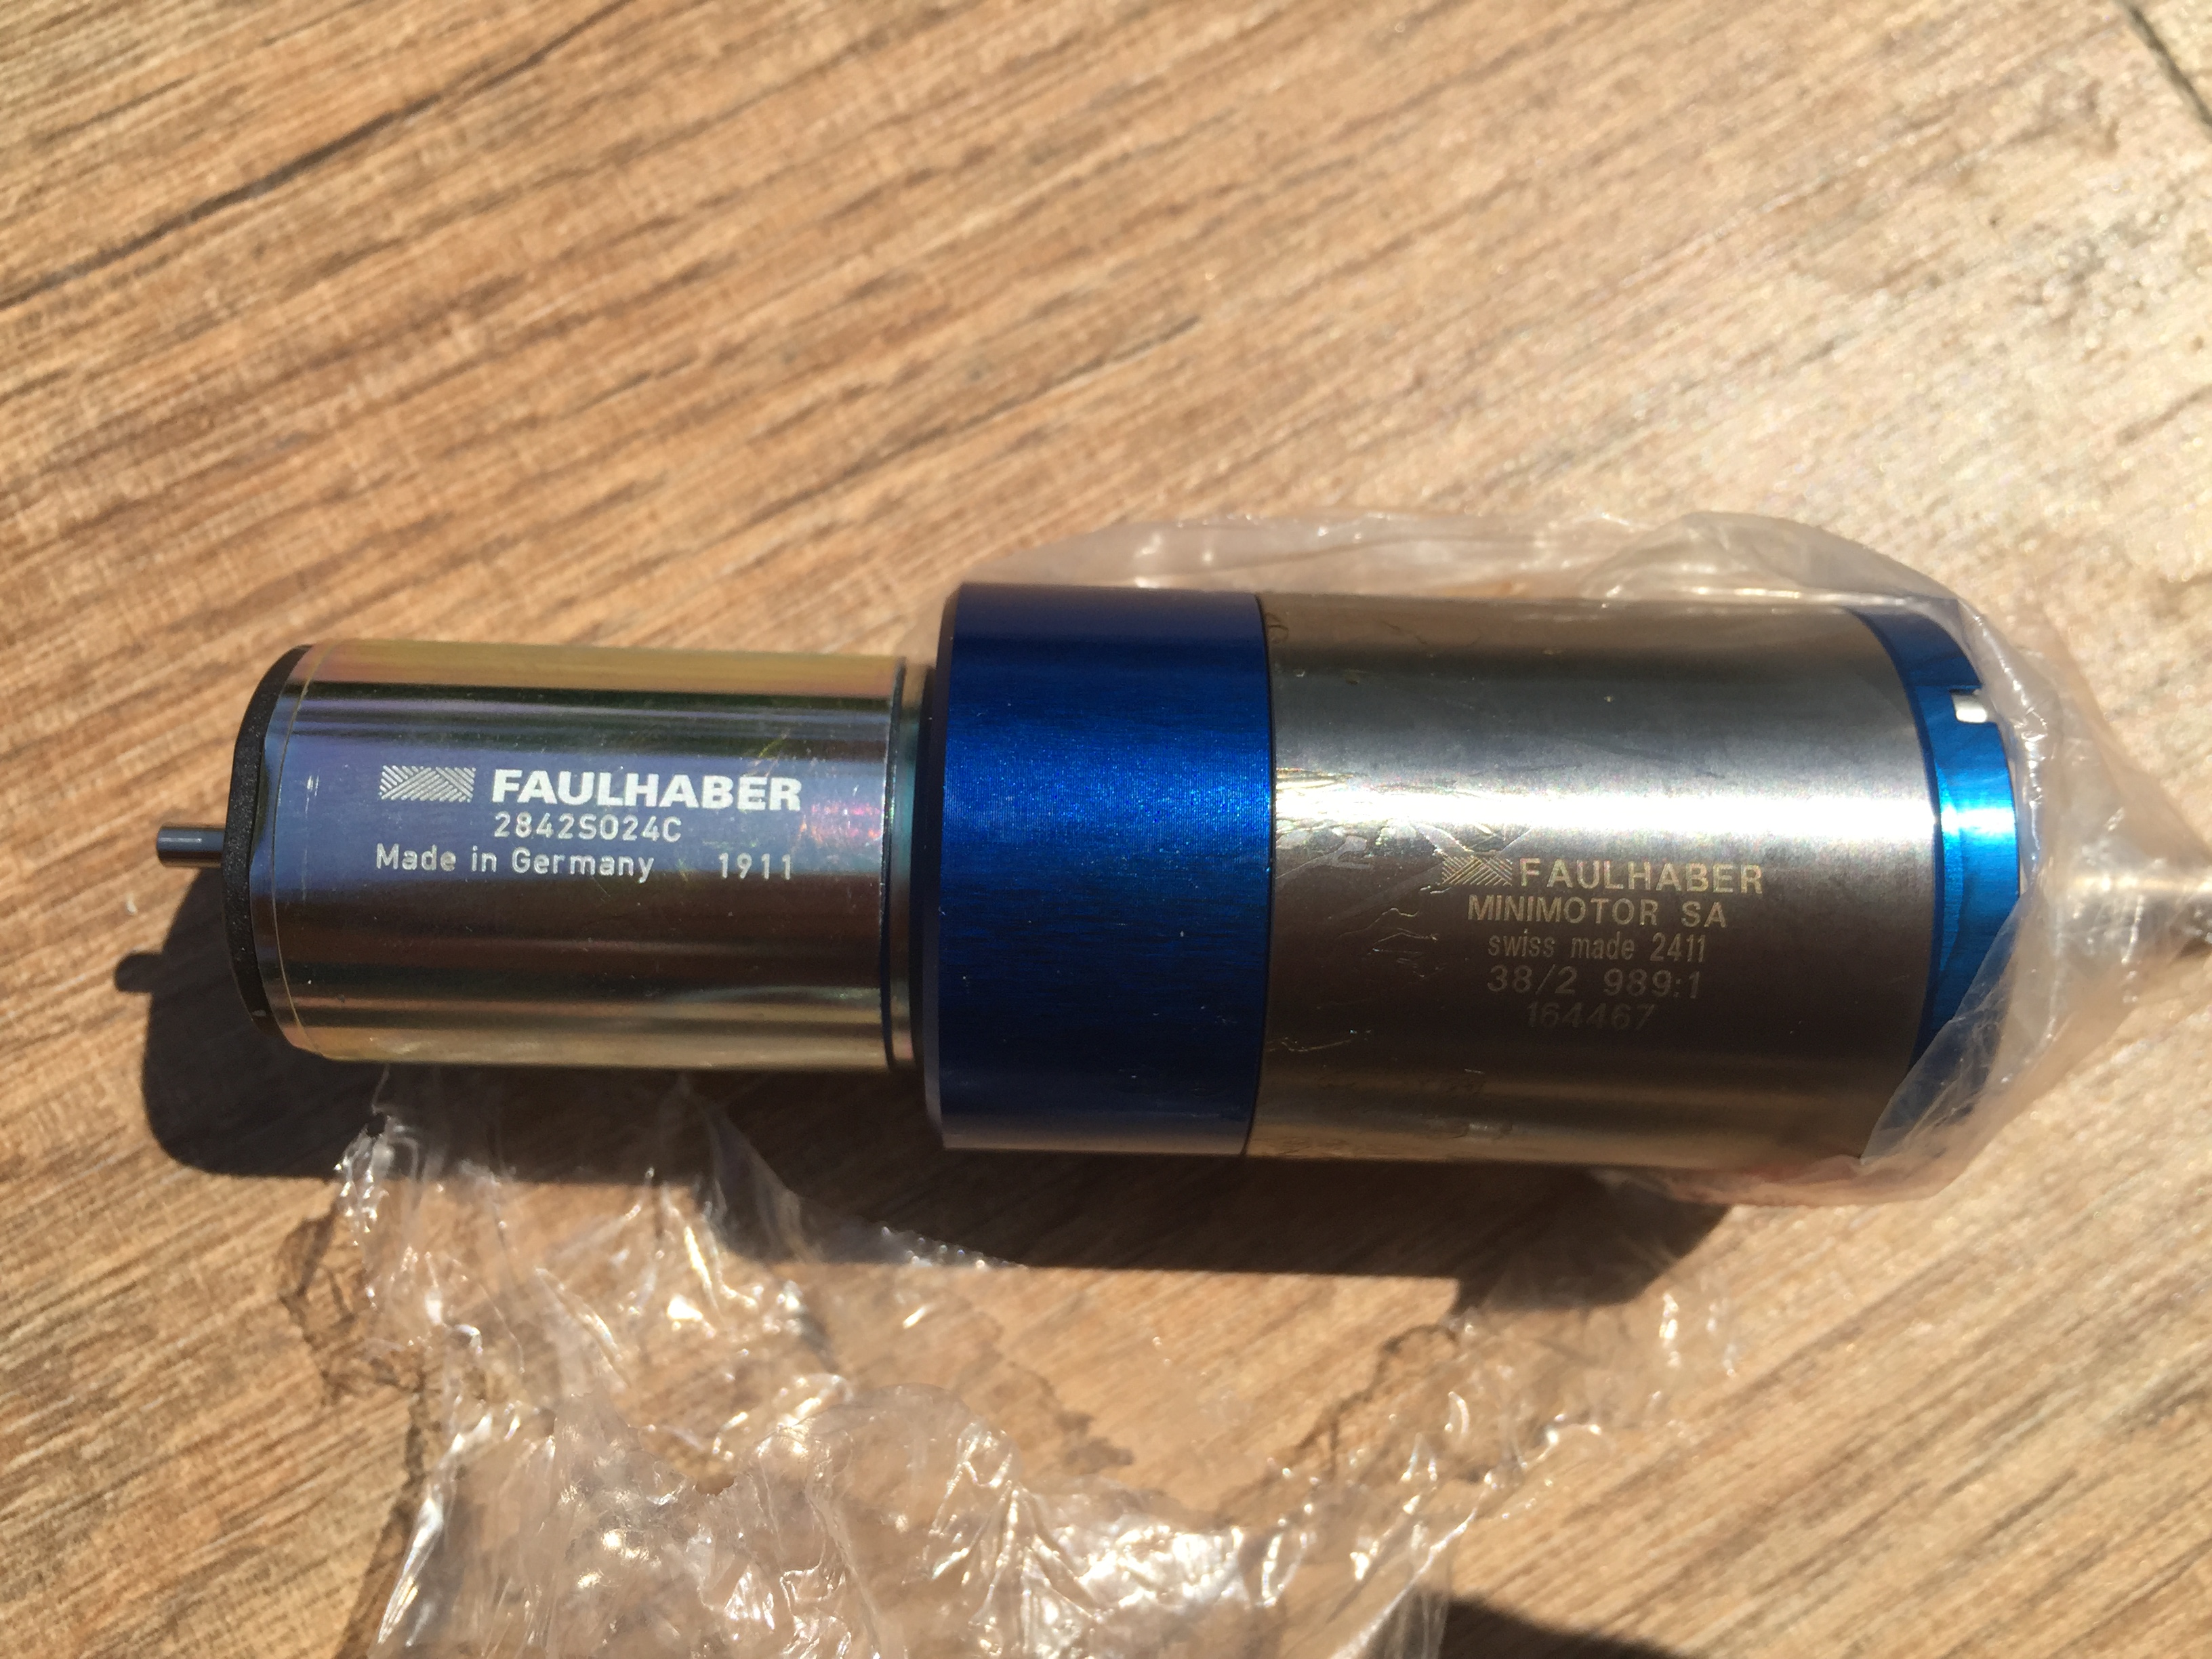 FAULHABER
2842S024C
Made in Germany 1911
FAULHABER
MINIMOTOR SA
swiss made 2411
38/2 989:1
164467